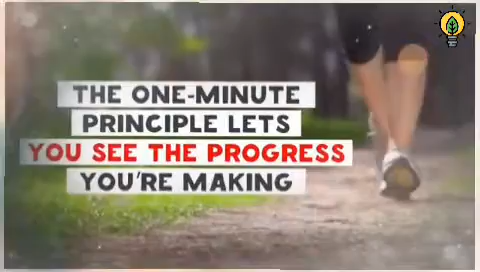 THE ONE-MINUTE
PRINCIPLE LETS
YOU SEE THE PROGRESS
YOU'RE MAKING